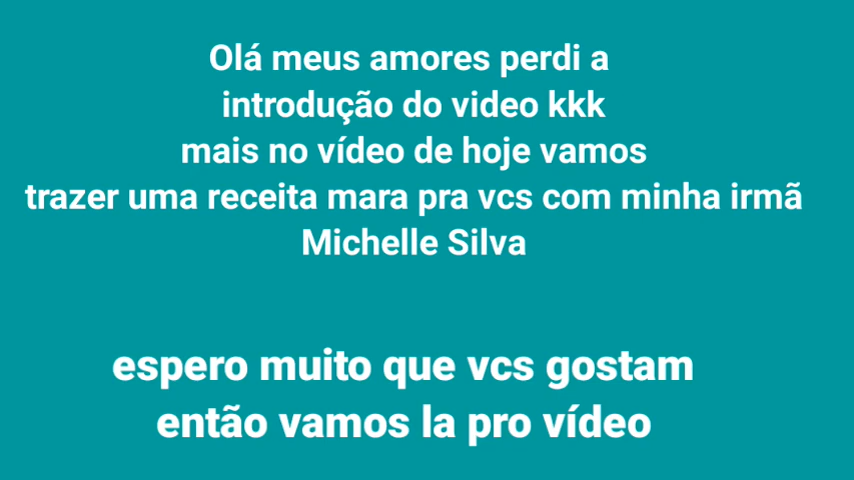 Olá meus amores perdi a
introdução do video kkk
mais no vídeo de hoje vamos
trazer uma receita mara pra vcs com minha irmã
Michelle Silva
espero muito que vcs gostam
então vamos la pro vídeo